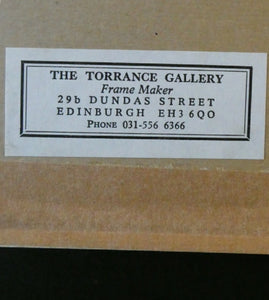 THE TORRANCE GALLERY
Frame Maker
29b DUNDAS STREET
EDINBURGH EH3 6QO
PHONE 031-556 6366